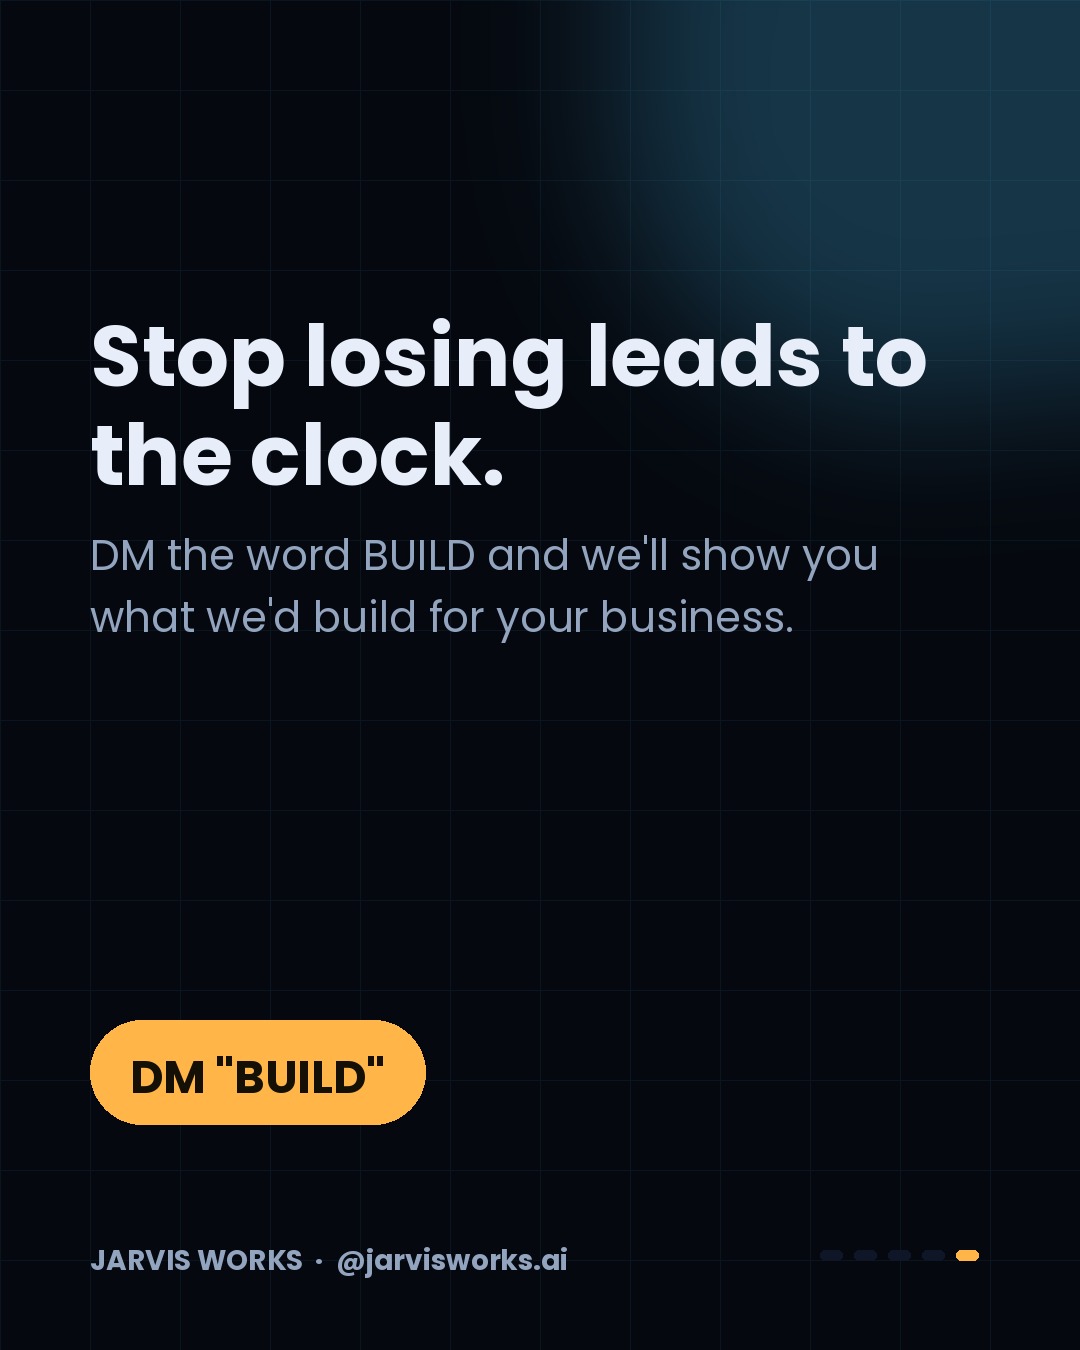 Stop losing leads to
the clock.
DM the word BUILD and we'll show you
what we'd build for your business.
DM "BUILD"
JARVIS WORKS · @jarvisworks.ai